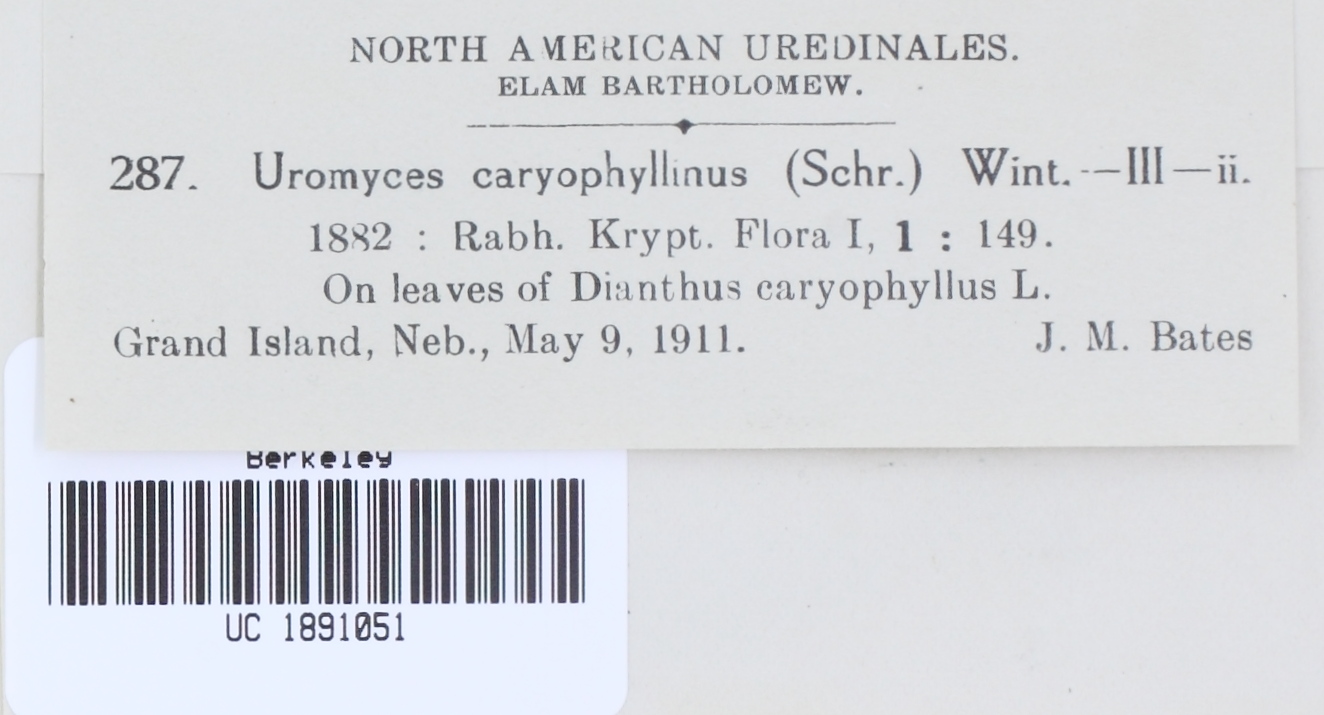 NORTH AMERICAN UREDINALES.
ELAM BARTHOLOMEW.
287. Uromyces caryophyllinus (Schr.) Wint.--III—ii.
1882 : Rabh. Krypt. Flora I, 1 : 149.
On leaves of Dianthus caryophyllus L.
Grand Island, Neb., May 9, 1911. J. M. Bates
Berkeley
UC 1891051